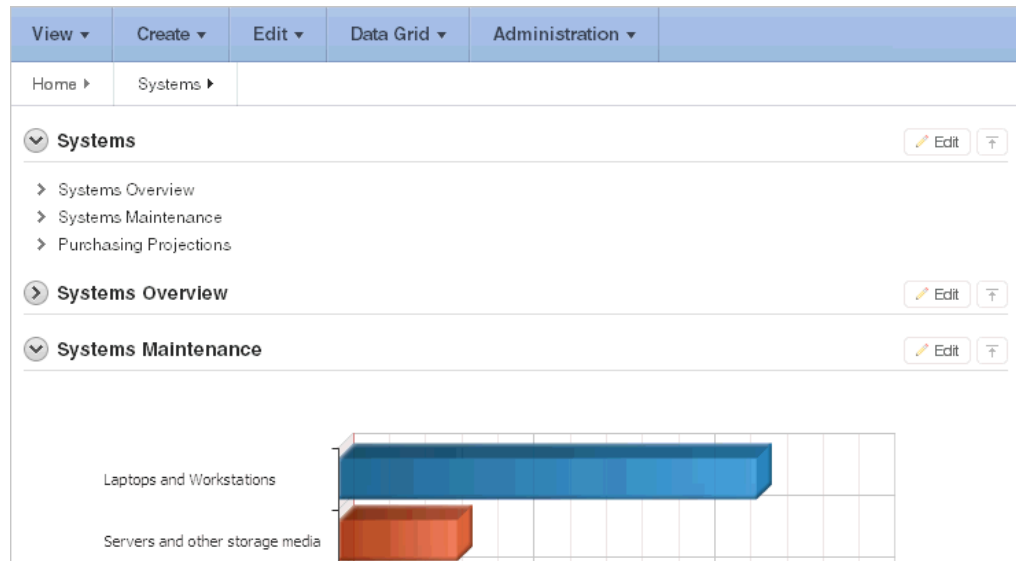 View Create Edit Data Grid Administration
Home Systems
Systems Edit
Systems Overview
Systems Maintenance
Purchasing Projections
Systems Overview Edit
Systems Maintenance Edit
Laptops and Workstations
Servers and other storage media